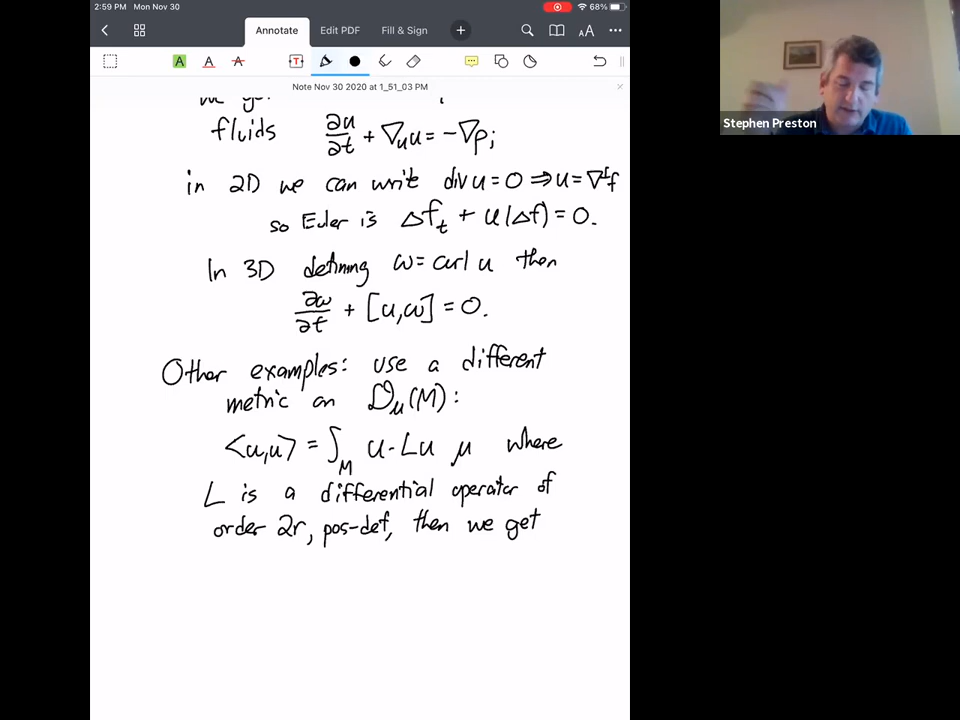 2:59 PM Mon Nov 30
68%
Annotate
Edit PDF
Fill & Sign
Note Nov 30 2020 at 1_51_03 PM
Stephen Preston
we
fluids ∂u/∂t + ∇ᵤu = -∇p;
in 2D we can write div u = 0 ⇒ u = ∇⊥f
so Euler is Δfₜ + u(Δf) = 0.
In 3D defining ω = curl u then
∂ω/∂t + [u,ω] = 0.
Other examples: use a different
metric on 𝒟μ(M):
<u,u> = ∫_M u·Lu μ where
L is a differential operator of
order 2r, pos-def, then we get